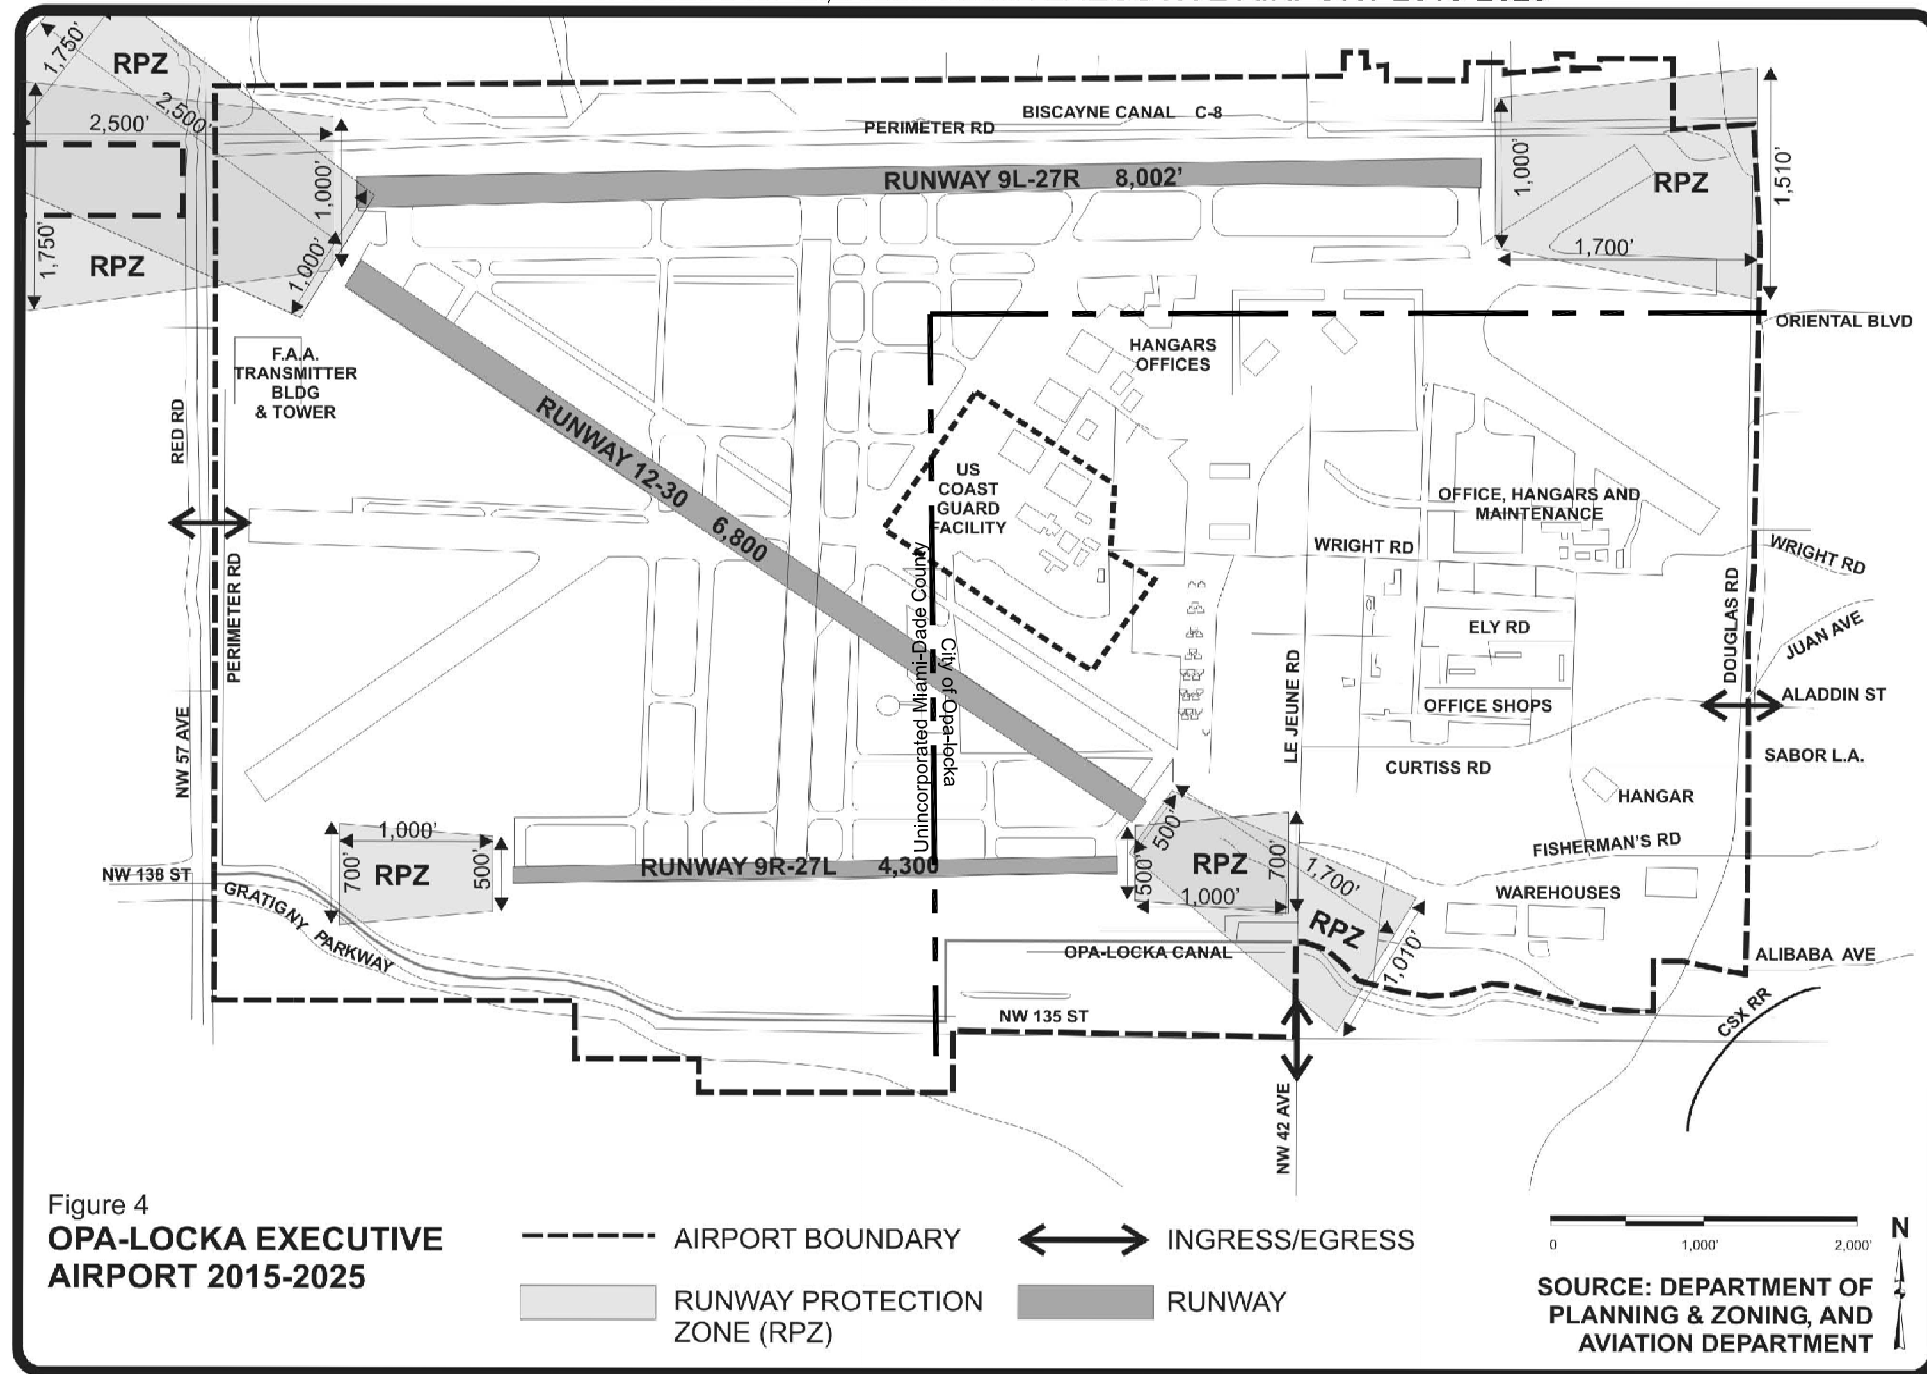 1,750'
RPZ
2,500'
2,500'
1,000'
1,750'
RPZ
1,000'
BISCAYNE CANAL C-8
PERIMETER RD
RUNWAY 9L-27R 8,002'
1,000'
RPZ
1,510'
1,700'
ORIENTAL BLVD
F.A.A.
TRANSMITTER
BLDG
& TOWER
HANGARS
OFFICES
RED RD
RUNWAY 12-30 6,800
US
COAST
GUARD
FACILITY
OFFICE, HANGARS AND
MAINTENANCE
WRIGHT RD
WRIGHT RD
PERIMETER RD
Unincorporated Miami-Dade County
City of Opa-locka
ELY RD
DOUGLAS RD
JUAN AVE
LE JEUNE RD
OFFICE SHOPS
ALADDIN ST
NW 57 AVE
CURTISS RD
SABOR L.A.
HANGAR
1,000'
700'
RPZ
500'
RUNWAY 9R-27L 4,300
500'
500'
RPZ
700'
1,000'
1,700'
RPZ
1,010'
FISHERMAN'S RD
WAREHOUSES
NW 138 ST
GRATIGNY PARKWAY
OPA-LOCKA CANAL
ALIBABA AVE
NW 135 ST
CSX RR
NW 42 AVE
Figure 4
OPA-LOCKA EXECUTIVE
AIRPORT 2015-2025
AIRPORT BOUNDARY
INGRESS/EGRESS
RUNWAY PROTECTION
ZONE (RPZ)
RUNWAY
0 1,000' 2,000'
N
SOURCE: DEPARTMENT OF
PLANNING & ZONING, AND
AVIATION DEPARTMENT